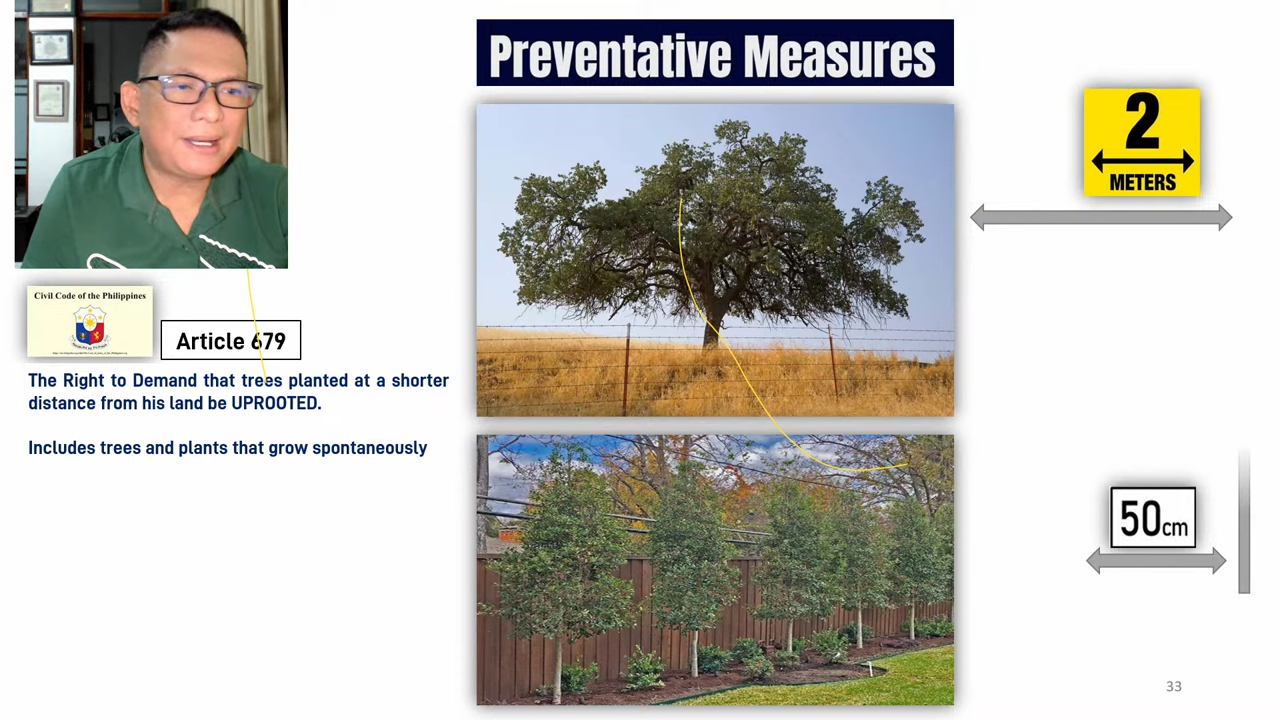 Preventative Measures
2
METERS
Civil Code of the Philippines
Article 679
The Right to Demand that trees planted at a shorter
distance from his land be UPROOTED.
Includes trees and plants that grow spontaneously
50cm
33